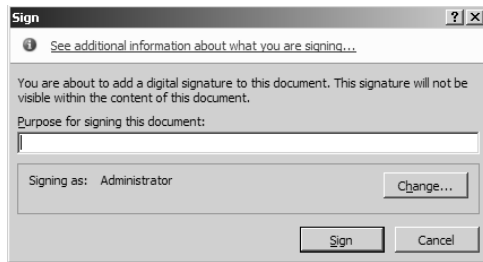 Sign
? X
See additional information about what you are signing...
You are about to add a digital signature to this document. This signature will not be
visible within the content of this document.
Purpose for signing this document:
Signing as: Administrator
Change...
Sign Cancel